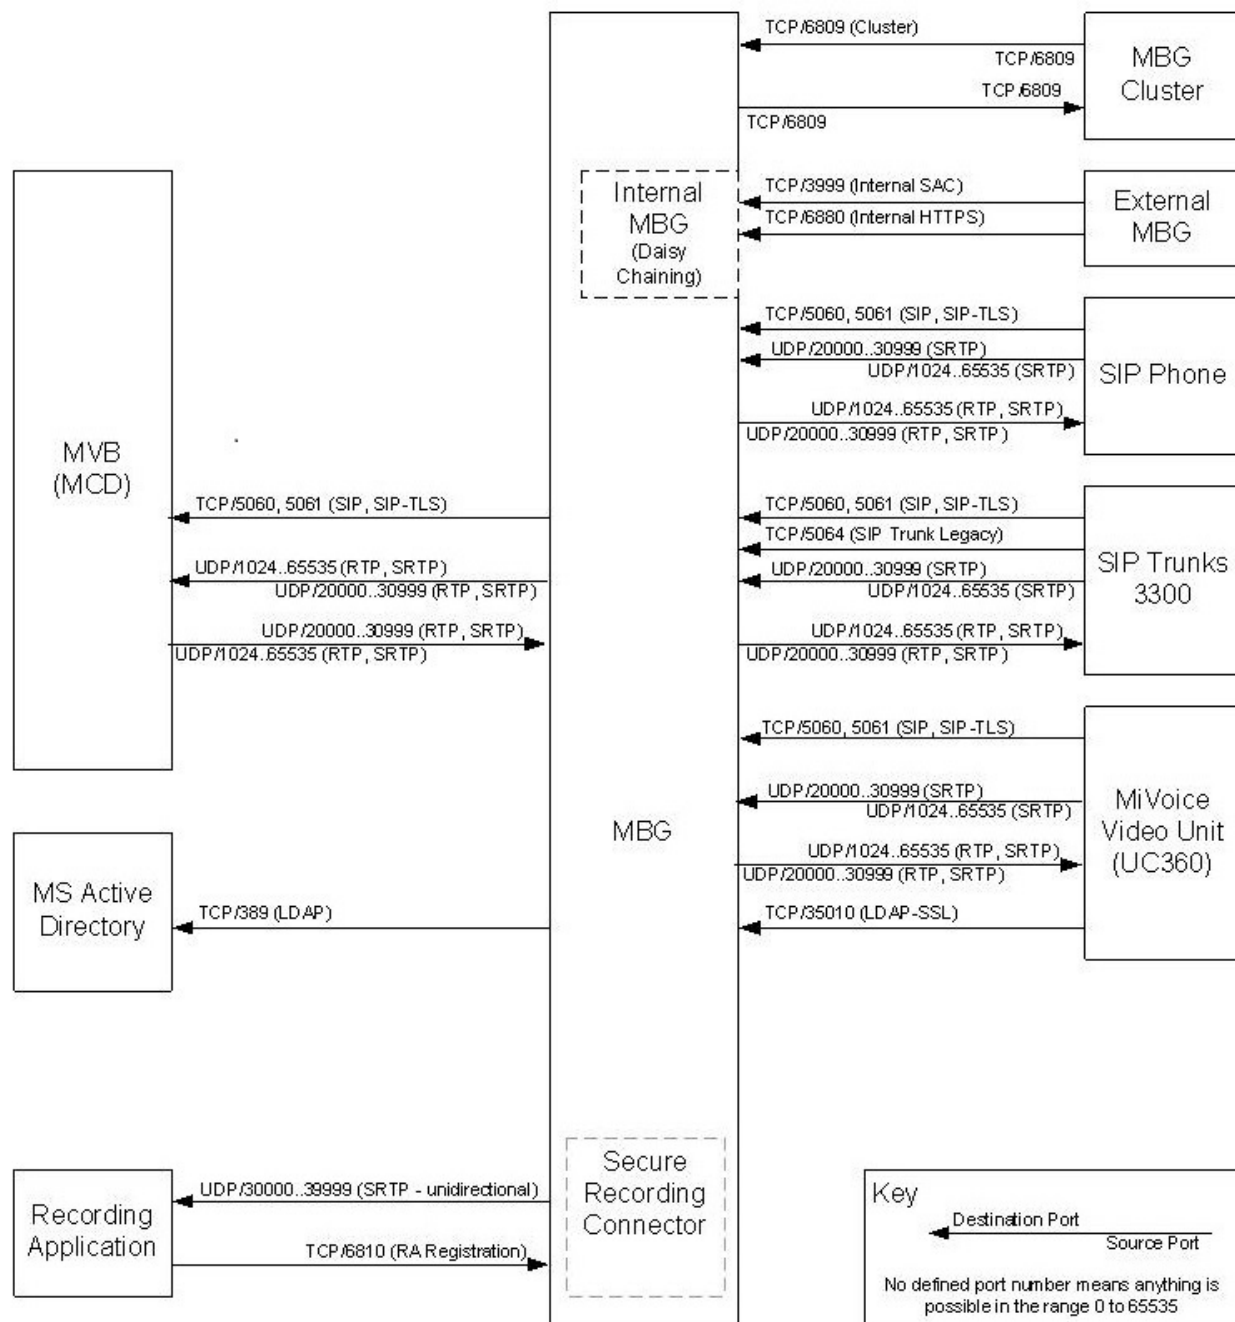 TCP/6809 (Cluster)
TCP/6809
TCP/6809
TCP/6809
MBG
Cluster
Internal
MBG
(Daisy
Chaining)
TCP/3999 (Internal SAC)
TCP/6880 (Internal HTTPS)
External
MBG
TCP/5060, 5061 (SIP, SIP-TLS)
UDP/20000..30999 (SRTP)
UDP/1024..65535 (SRTP)
UDP/1024..65535 (RTP, SRTP)
UDP/20000..30999 (RTP, SRTP)
SIP Phone
MVB
(MCD)
TCP/5060, 5061 (SIP, SIP-TLS)
UDP/1024..65535 (RTP, SRTP)
UDP/20000..30999 (RTP, SRTP)
UDP/20000..30999 (RTP, SRTP)
UDP/1024..65535 (RTP, SRTP)
TCP/5060, 5061 (SIP, SIP-TLS)
TCP/5064 (SIP Trunk Legacy)
UDP/20000..30999 (SRTP)
UDP/1024..65535 (SRTP)
UDP/1024..65535 (RTP, SRTP)
UDP/20000..30999 (RTP, SRTP)
SIP Trunks
3300
TCP/5060, 5061 (SIP, SIP-TLS)
UDP/20000..30999 (SRTP)
UDP/1024..65535 (SRTP)
UDP/1024..65535 (RTP, SRTP)
UDP/20000..30999 (RTP, SRTP)
TCP/35010 (LDAP-SSL)
MiVoice
Video Unit
(UC360)
MBG
MS Active
Directory
TCP/389 (LDAP)
Recording
Application
UDP/30000..39999 (SRTP - unidirectional)
TCP/6810 (RA Registration)
Secure
Recording
Connector
Key
Destination Port
Source Port
No defined port number means anything is
possible in the range 0 to 65535